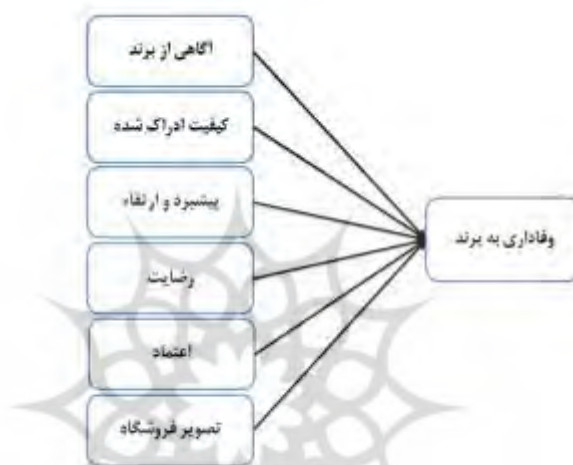 آگاهی از برند
کیفیت ادراک شده
پیشبرد و ارتقاء
رضایت
اعتماد
تصویر فروشگاه
وفاداری به برند